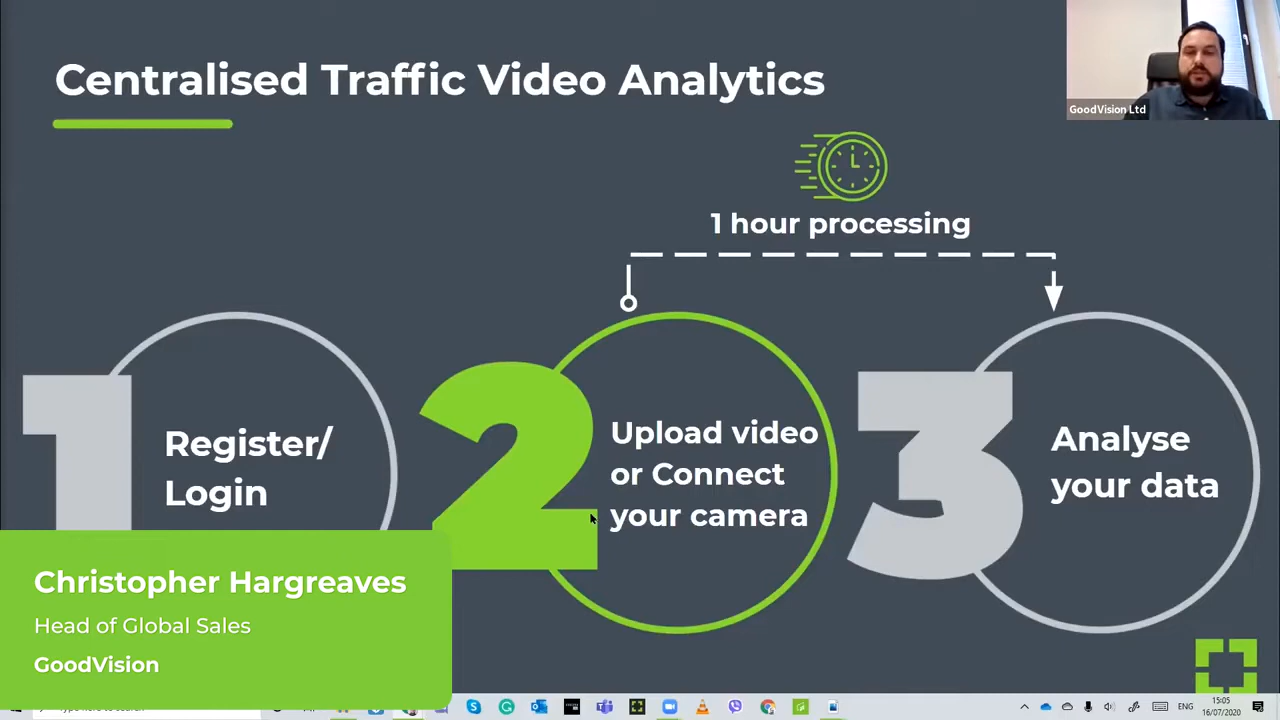 Centralised Traffic Video Analytics
GoodVision Ltd
1 hour processing
1
Register/
Login
2
Upload video
or Connect
your camera
3
Analyse
your data
Christopher Hargreaves
Head of Global Sales
GoodVision
ENG
15:05
16/07/2020